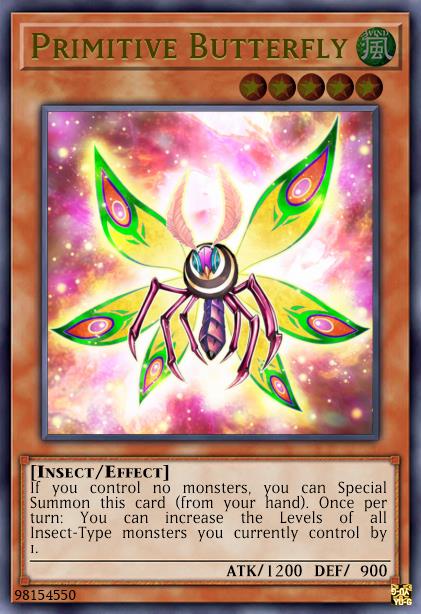 PRIMITIVE BUTTERFLY
WIND
風
[INSECT/EFFECT]
If you control no monsters, you can Special
Summon this card (from your hand). Once per
turn: You can increase the Levels of all
Insect-Type monsters you currently control by
1.
ATK/1200 DEF/ 900
98154550